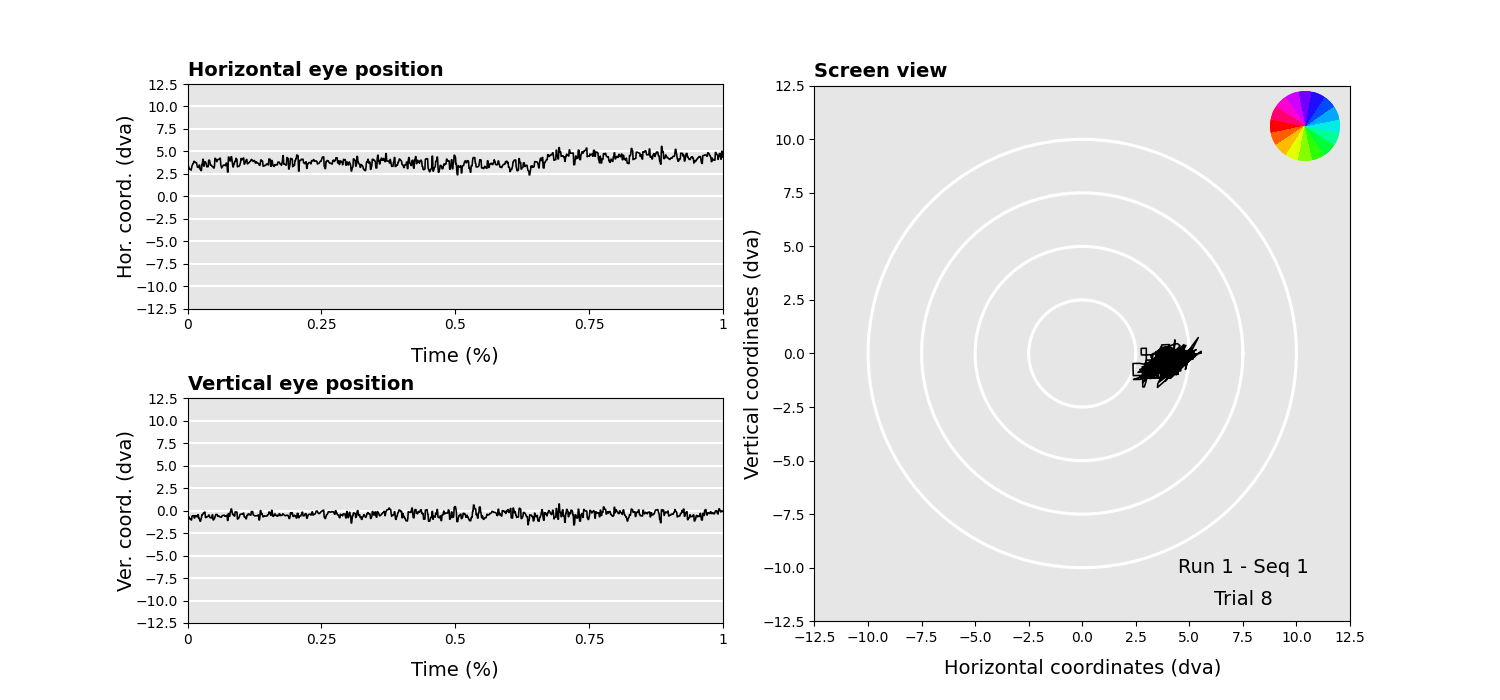 Horizontal eye position
Hor. coord. (dva)
12.5
10.0
7.5
5.0
2.5
0.0
−2.5
−5.0
−7.5
−10.0
−12.5
0 0.25 0.5 0.75 1
Time (%)
Vertical eye position
Ver. coord. (dva)
12.5
10.0
7.5
5.0
2.5
0.0
−2.5
−5.0
−7.5
−10.0
−12.5
0 0.25 0.5 0.75 1
Time (%)
Screen view
Vertical coordinates (dva)
12.5
10.0
7.5
5.0
2.5
0.0
−2.5
−5.0
−7.5
−10.0
−12.5
Run 1 - Seq 1
Trial 8
−12.5 −10.0 −7.5 −5.0 −2.5 0.0 2.5 5.0 7.5 10.0 12.5
Horizontal coordinates (dva)